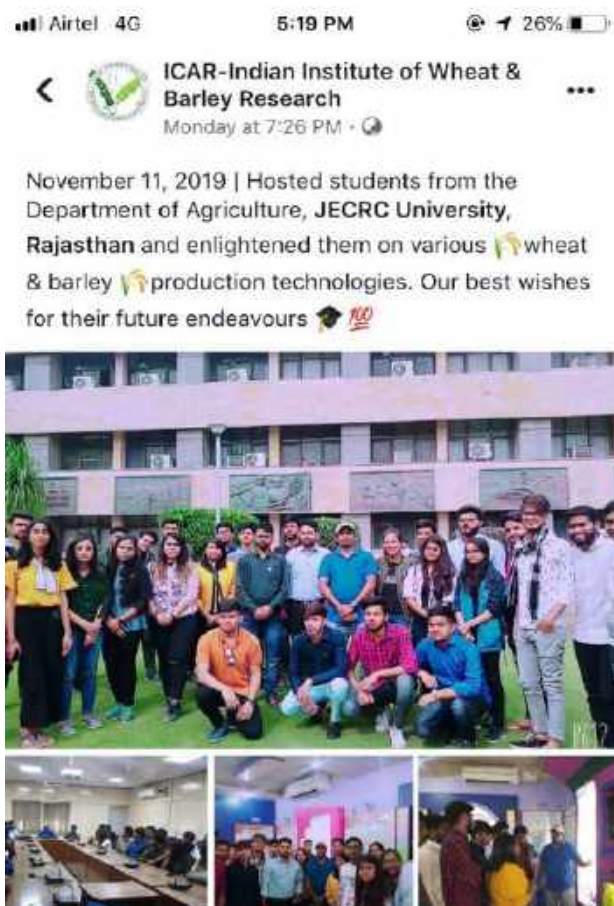 Airtel 4G 5:19 PM 26%
ICAR-Indian Institute of Wheat &
Barley Research
Monday at 7:26 PM ·
November 11, 2019 | Hosted students from the
Department of Agriculture, JECRC University,
Rajasthan and enlightened them on various 🌾wheat
& barley 🌾production technologies. Our best wishes
for their future endeavours 🎓 💯